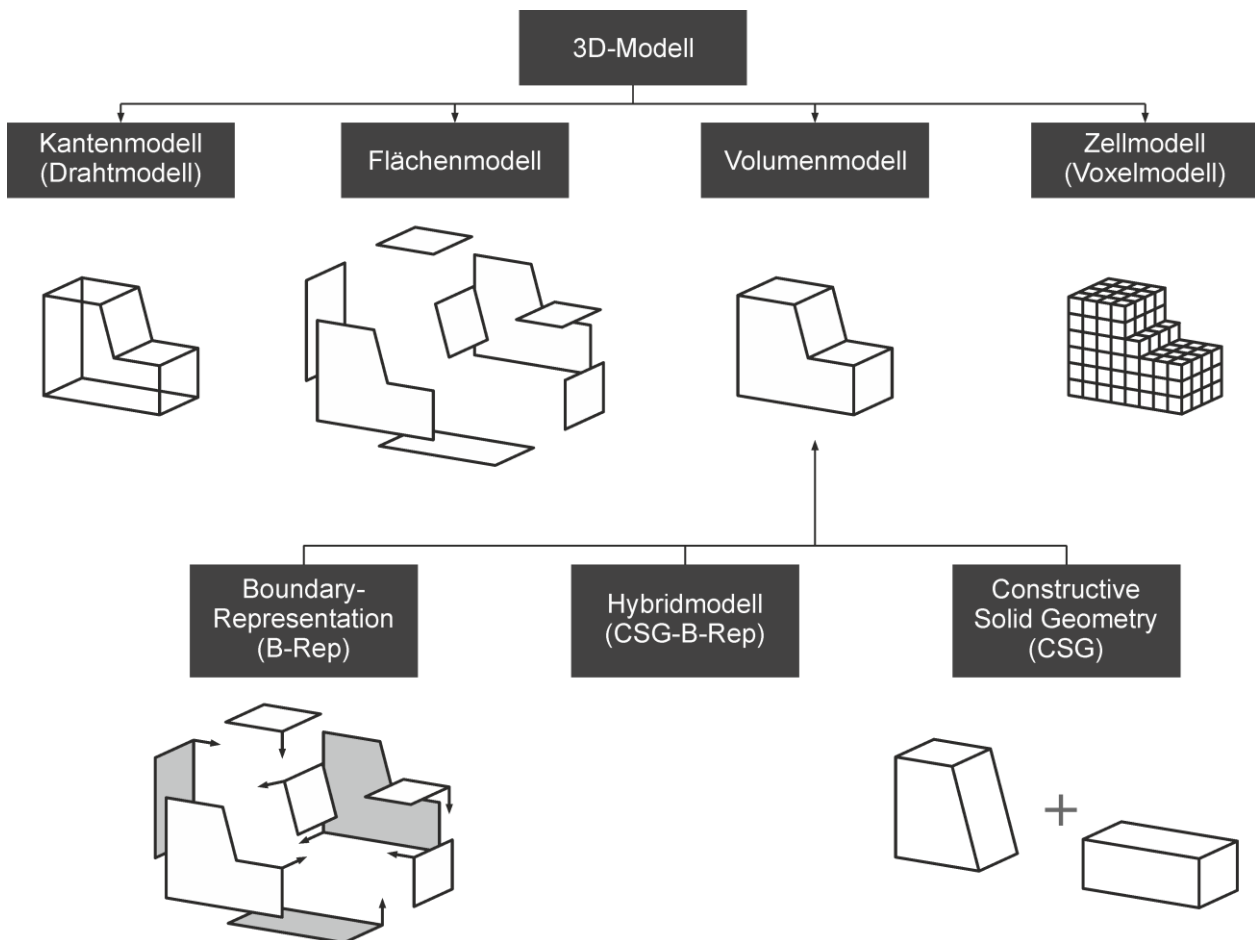 3D-Modell
Kantenmodell
(Drahtmodell)
Flächenmodell
Volumenmodell
Zellmodell
(Voxelmodell)
Boundary-
Representation
(B-Rep)
Hybridmodell
(CSG-B-Rep)
Constructive
Solid Geometry
(CSG)
+